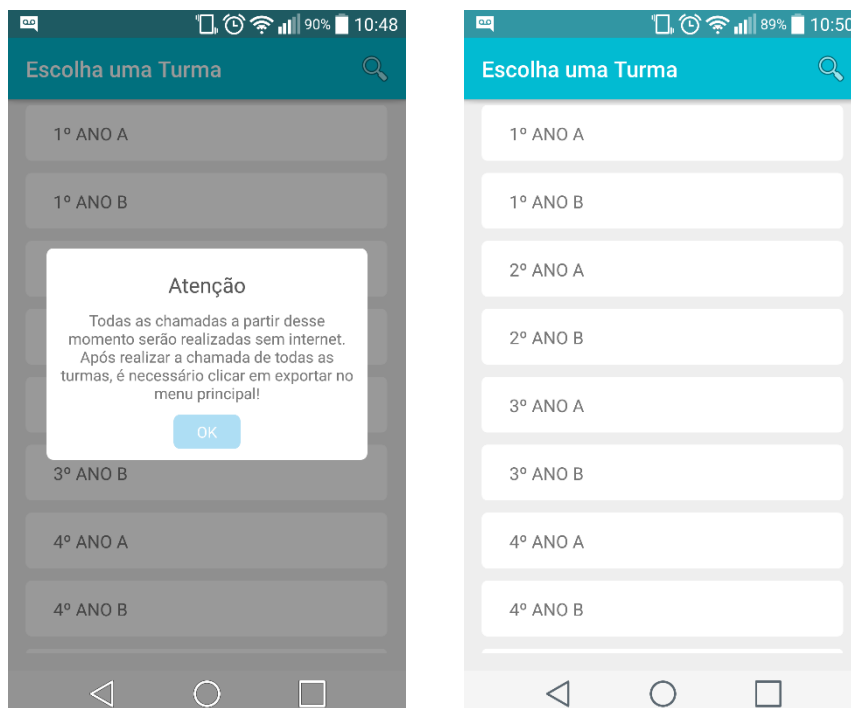 90% 10:48
Escolha uma Turma
1º ANO A
1º ANO B
Atenção
Todas as chamadas a partir desse
momento serão realizadas sem internet.
Após realizar a chamada de todas as
turmas, é necessário clicar em exportar no
menu principal!
OK
3º ANO B
4º ANO A
4º ANO B
89% 10:50
Escolha uma Turma
1º ANO A
1º ANO B
2º ANO A
2º ANO B
3º ANO A
3º ANO B
4º ANO A
4º ANO B